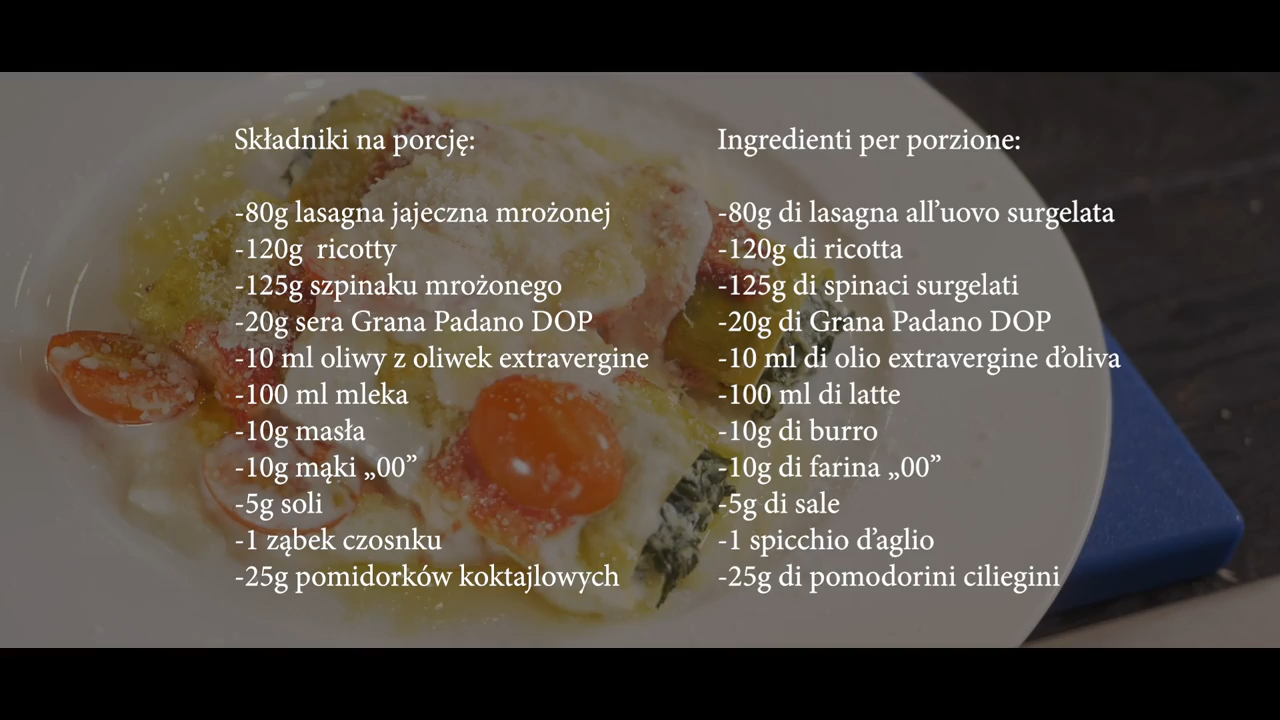 Składniki na porcję:
-80g lasagna jajeczna mrożonej
-120g  ricotty
-125g szpinaku mrożonego
-20g sera Grana Padano DOP
-10 ml oliwy z oliwek extravergine
-100 ml mleka
-10g masła
-10g mąki „00”
-5g soli
-1 ząbek czosnku
-25g pomidorków koktajlowych
Ingredienti per porzione:
-80g di lasagna all’uovo surgelata
-120g di ricotta
-125g di spinaci surgelati
-20g di Grana Padano DOP
-10 ml di olio extravergine d’oliva
-100 ml di latte
-10g di burro
-10g di farina „00”
-5g di sale
-1 spicchio d’aglio
-25g di pomodorini ciliegini